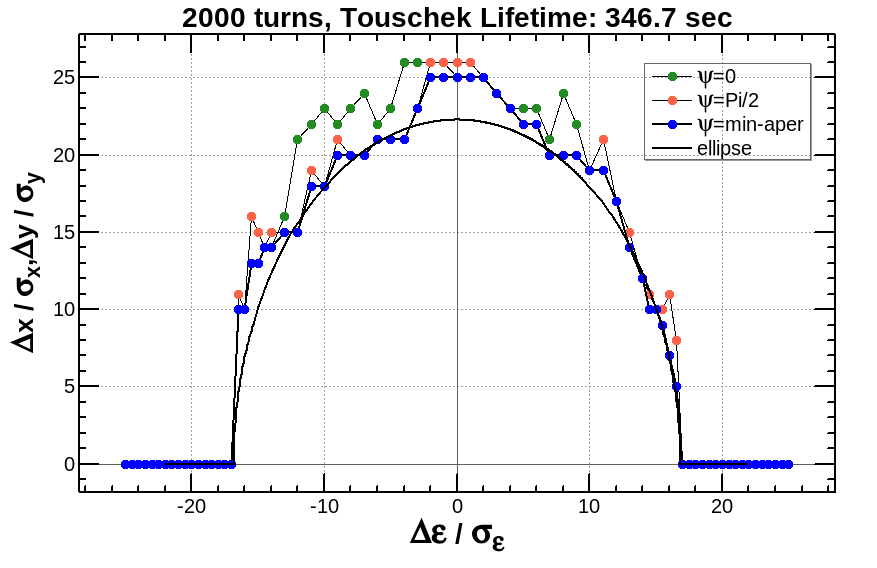 2000 turns, Touschek Lifetime: 346.7 sec
Δx / σx,Δy / σy
25
20
15
10
5
0
ψ=0
ψ=Pi/2
ψ=min-aper
ellipse
-20 -10 0 10 20
Δε / σε